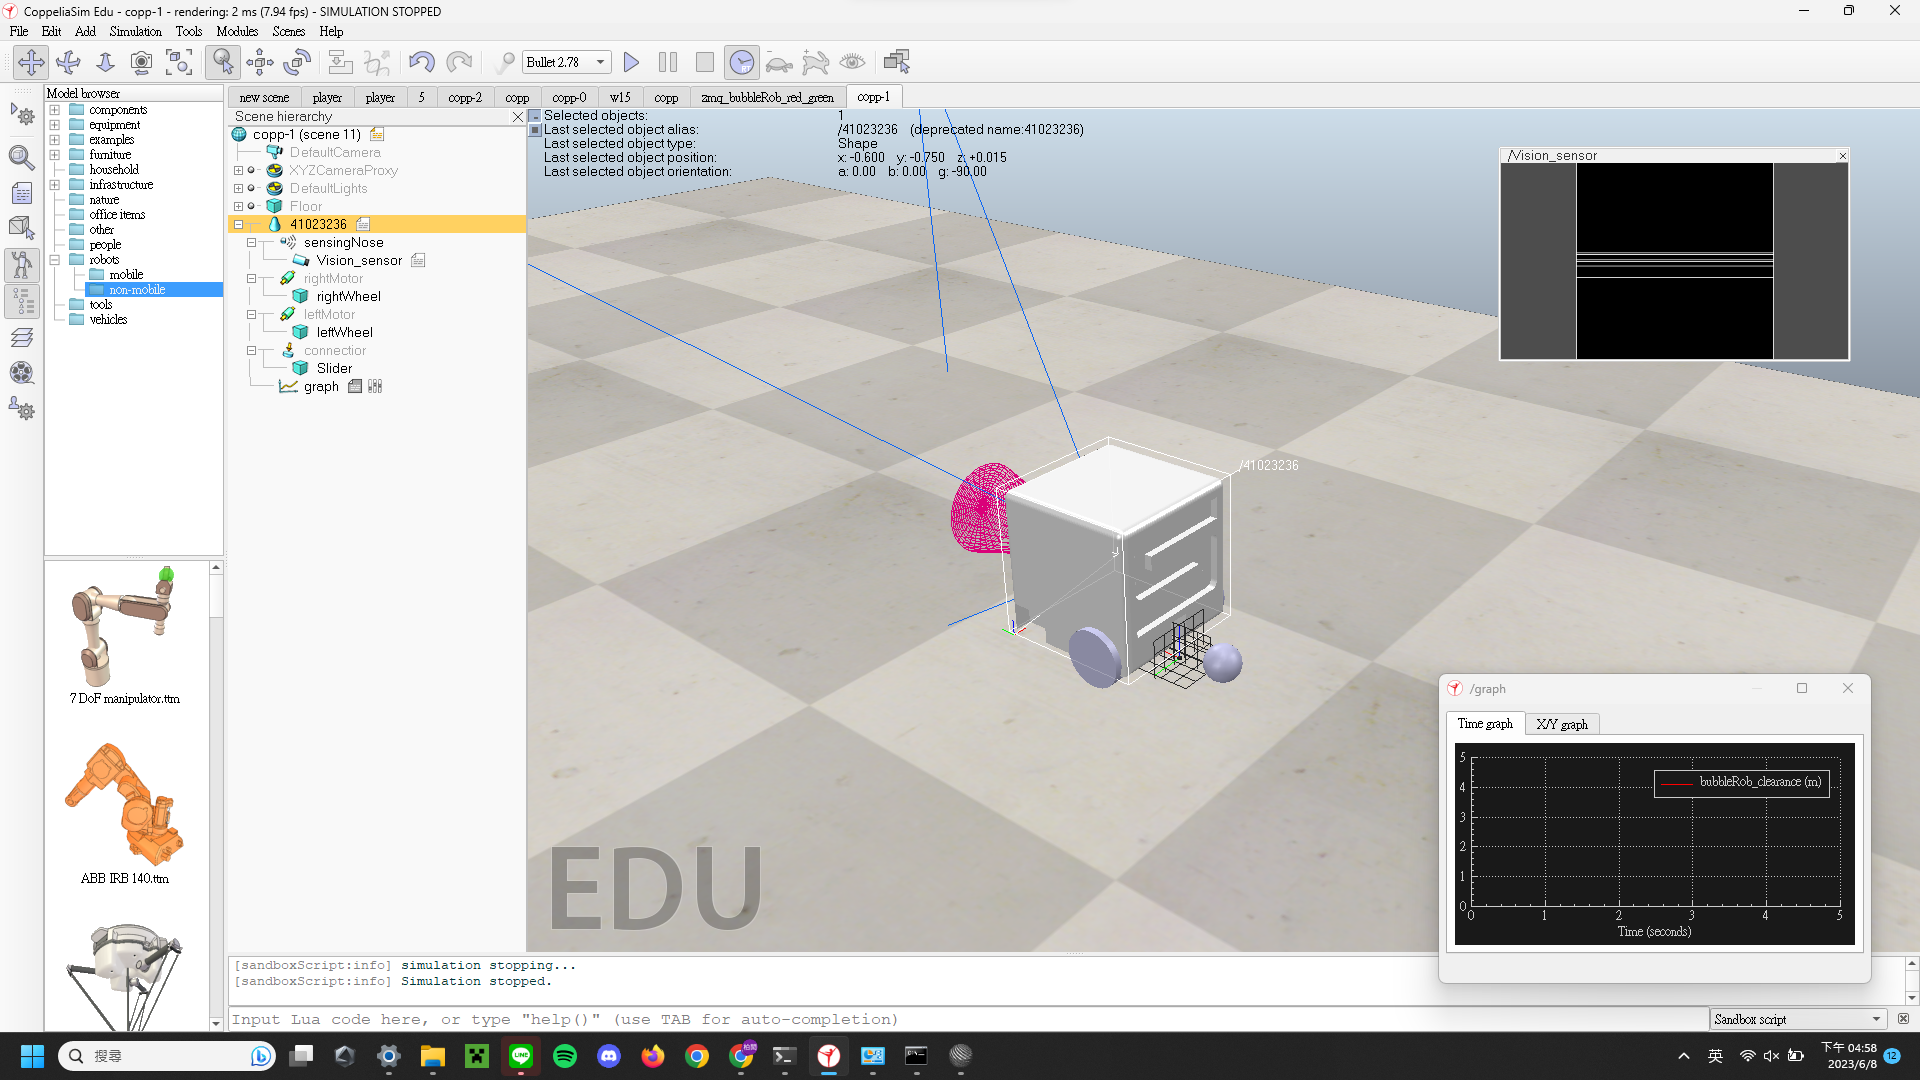 CoppeliaSim Edu - copp-1 - rendering: 2 ms (7.94 fps) - SIMULATION STOPPED
File Edit Add Simulation Tools Modules Scenes Help
Bullet 2.78
Model browser
components
equipment
examples
furniture
household
infrastructure
nature
office items
other
people
robots
mobile
non-mobile
tools
vehicles
7 DoF manipulator.ttm
ABB IRB 140.ttm
new scene player player 5 copp-2 copp copp-0 w15 copp zmq_bubbleRob_red_green copp-1
Scene hierarchy
copp-1 (scene 11)
DefaultCamera
XYZCameraProxy
DefaultLights
Floor
41023236
sensingNose
Vision_sensor
rightMotor
rightWheel
leftMotor
leftWheel
connection
Slider
graph
Selected objects: 1
Last selected object alias: /41023236 (deprecated name:41023236)
Last selected object type: Shape
Last selected object position: x: -0.600 y: -0.750 z: +0.015
Last selected object orientation: a: 0.00 b: 0.00 g: -90.00
/Vision_sensor
/41023236
EDU
/graph
Time graph X/Y graph
bubbleRob_clearance (m)
5
4
3
2
1
0
0 1 2 3 4 5
Time (seconds)
[sandboxScript:info] simulation stopping...
[sandboxScript:info] Simulation stopped.
Input Lua code here, or type "help()" (use TAB for auto-completion)
Sandbox script
搜尋
LINE
英
下午 04:58
2023/6/8
12